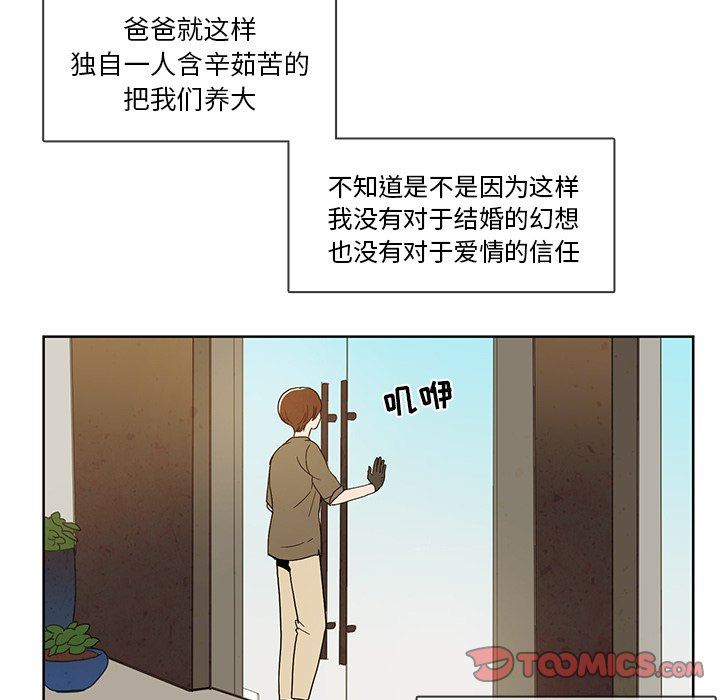 爸爸就这样
独自一人含辛茹苦的
把我们养大
不知道是不是因为这样
我没有对于结婚的幻想
也没有对于爱情的信任
叽咿
TOOMICS.COM